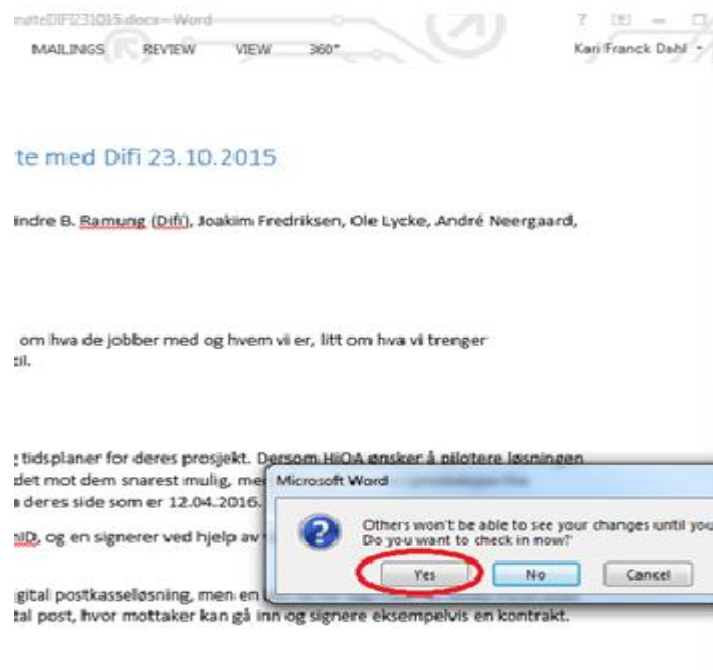 møteDIFI231015.docx - Word ?
MAILINGS REVIEW VIEW 360° Kari Franck Dahl
te med Difi 23.10.2015
indre B. Ramung (Difi), Joakim Fredriksen, Ole Lycke, André Neergaard,
om hva de jobber med og hvem vi er, litt om hva vi trenger
til.
g tidsplaner for deres prosjekt. Dersom HiOA ønsker å pilotere løsningen
det mot dem snarest mulig, me
a deres side som er 12.04.2016.
nID, og en signerer ved hjelp av
igital postkasseløsning, men en
tal post, hvor mottaker kan gå inn og signere eksempelvis en kontrakt.
Microsoft Word
Others won't be able to see your changes until you
Do you want to check in now?
Yes No Cancel